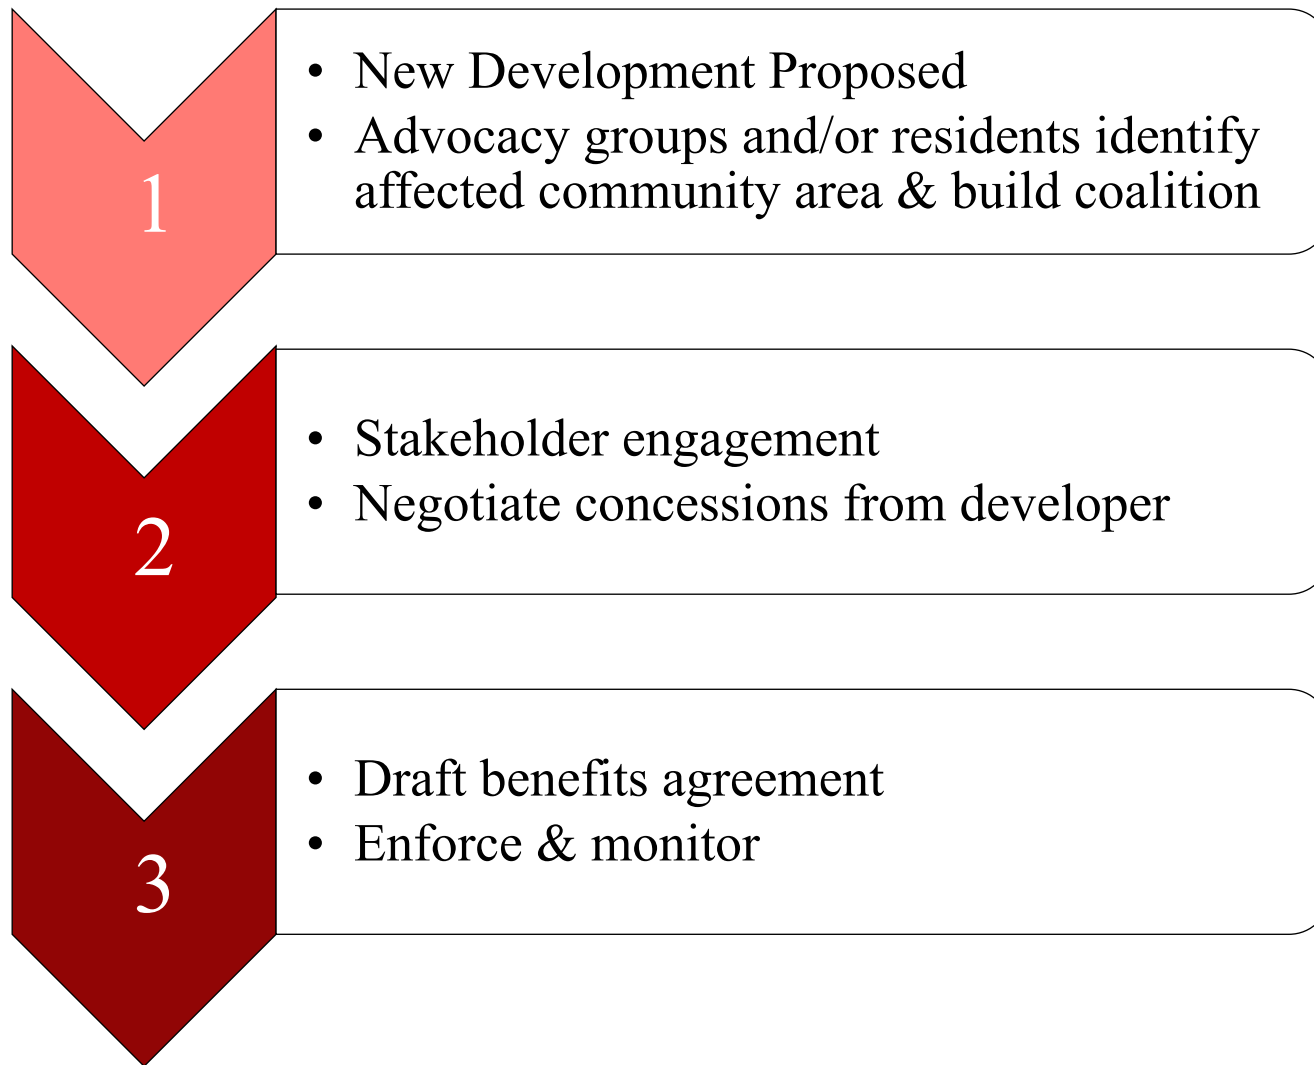 1
• New Development Proposed
• Advocacy groups and/or residents identify
affected community area & build coalition
2
• Stakeholder engagement
• Negotiate concessions from developer
3
• Draft benefits agreement
• Enforce & monitor